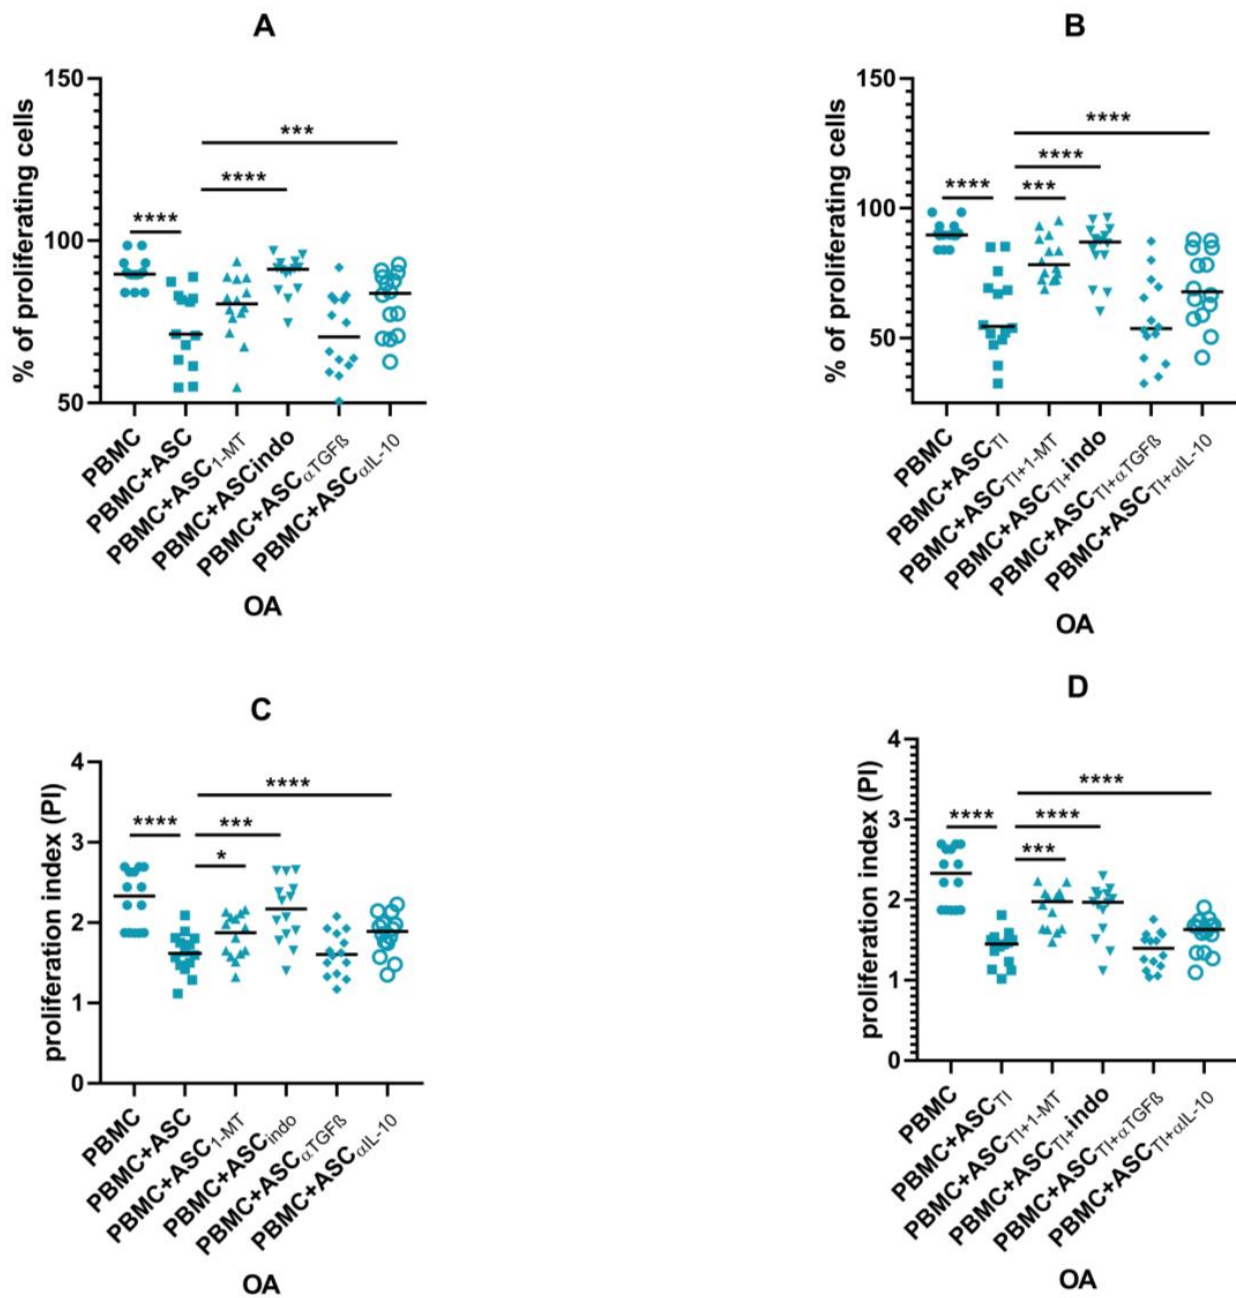 A
% of proliferating cells
150
100
50
****
****
***
PBMC
PBMC+ASC
PBMC+ASC1-MT
PBMC+ASCindo
PBMC+ASCαTGFß
PBMC+ASCαIL-10
OA
B
% of proliferating cells
150
100
50
****
***
****
****
PBMC
PBMC+ASCTI
PBMC+ASCTI+1-MT
PBMC+ASCTI+indo
PBMC+ASCTI+αTGFß
PBMC+ASCTI+αIL-10
OA
C
proliferation index (PI)
4
3
2
1
0
****
*
***
****
PBMC
PBMC+ASC
PBMC+ASC1-MT
PBMC+ASCindo
PBMC+ASCαTGFß
PBMC+ASCαIL-10
OA
D
proliferation index (PI)
4
3
2
1
0
****
***
****
****
PBMC
PBMC+ASCTI
PBMC+ASCTI+1-MT
PBMC+ASCTI+indo
PBMC+ASCTI+αTGFß
PBMC+ASCTI+αIL-10
OA